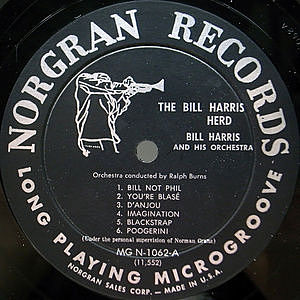 NORGRAN RECORDS
THE BILL HARRIS
HERD
BILL HARRIS
AND HIS ORCHESTRA
Orchestra conducted by Ralph Burns
1. BILL NOT PHIL
2. YOU'RE BLASÉ
3. D'ANJOU
4. IMAGINATION
5. BLACKSTRAP
6. POOGERINI
(Under the personal supervision of Norman Granz)
MG N-1062-A
(11,552)
LONG PLAYING MICROGROOVE
NORGRAN SALES CORP. — MADE IN U.S.A.